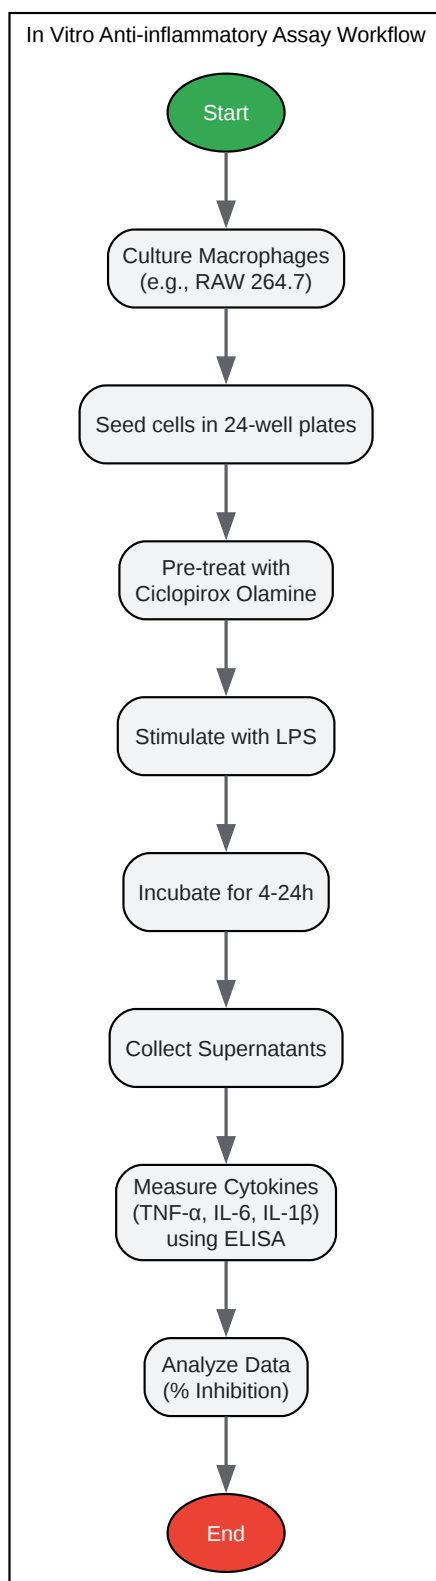 In Vitro Anti-inflammatory Assay Workflow
Start
Culture Macrophages
(e.g., RAW 264.7)
Seed cells in 24-well plates
Pre-treat with
Ciclopirox Olamine
Stimulate with LPS
Incubate for 4-24h
Collect Supernatants
Measure Cytokines
(TNF-α, IL-6, IL-1β)
using ELISA
Analyze Data
(% Inhibition)
End